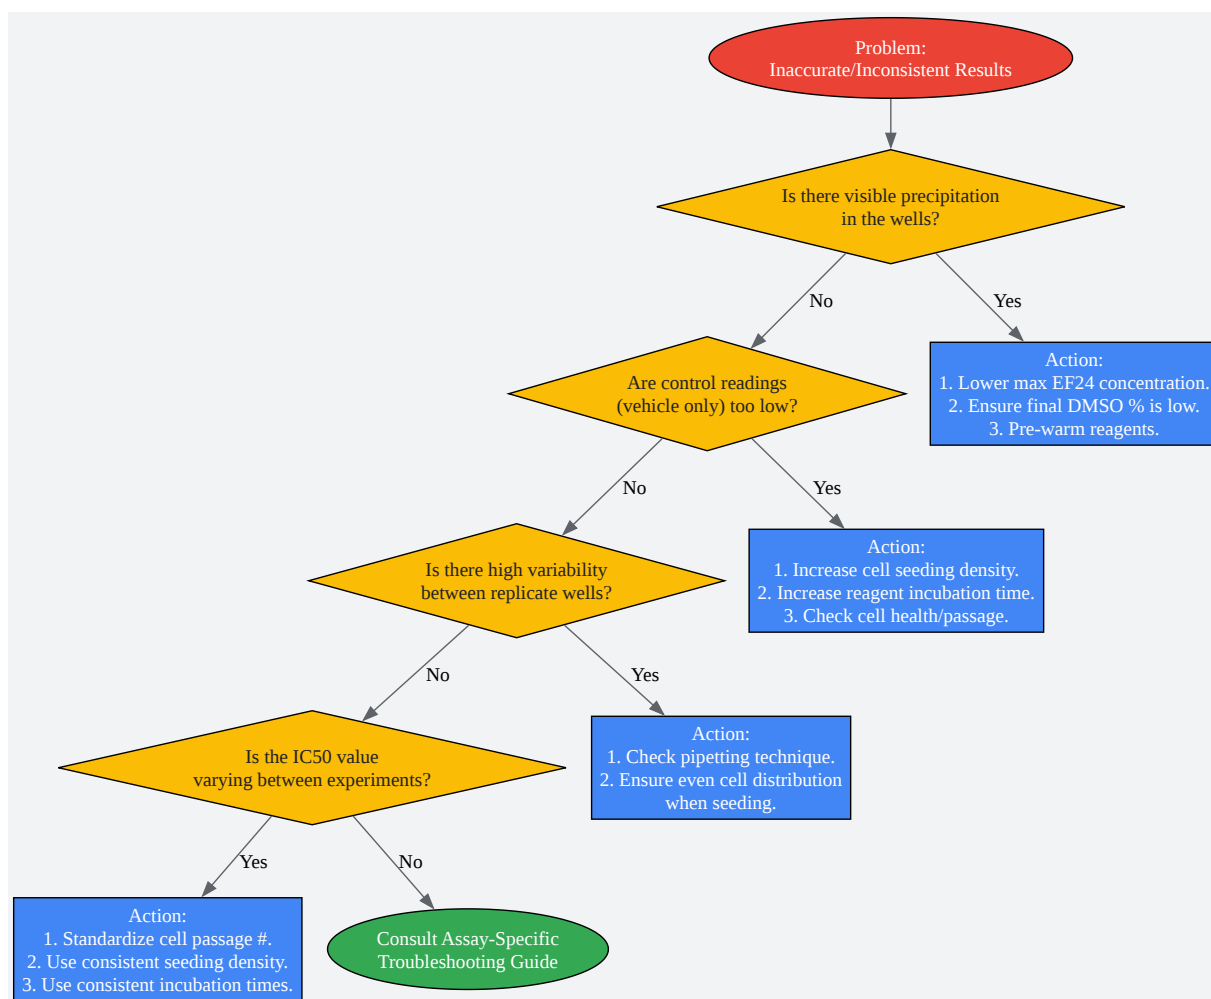 Problem:
Inaccurate/Inconsistent Results
Is there visible precipitation
in the wells?
No
Yes
Are control readings
(vehicle only) too low?
Action:
1. Lower max EF24 concentration.
2. Ensure final DMSO % is low.
3. Pre-warm reagents.
No
Yes
Is there high variability
between replicate wells?
Action:
1. Increase cell seeding density.
2. Increase reagent incubation time.
3. Check cell health/passage.
No
Yes
Is the IC50 value
varying between experiments?
Action:
1. Check pipetting technique.
2. Ensure even cell distribution
when seeding.
Yes
No
Action:
1. Standardize cell passage #.
2. Use consistent seeding density.
3. Use consistent incubation times.
Consult Assay-Specific
Troubleshooting Guide